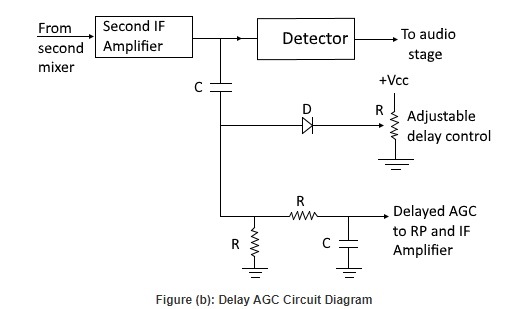 From
second
mixer
Second IF
Amplifier
Detector
To audio
stage
C
+Vcc
D
R
Adjustable
delay control
R
R
C
Delayed AGC
to RP and IF
Amplifier
Figure (b): Delay AGC Circuit Diagram